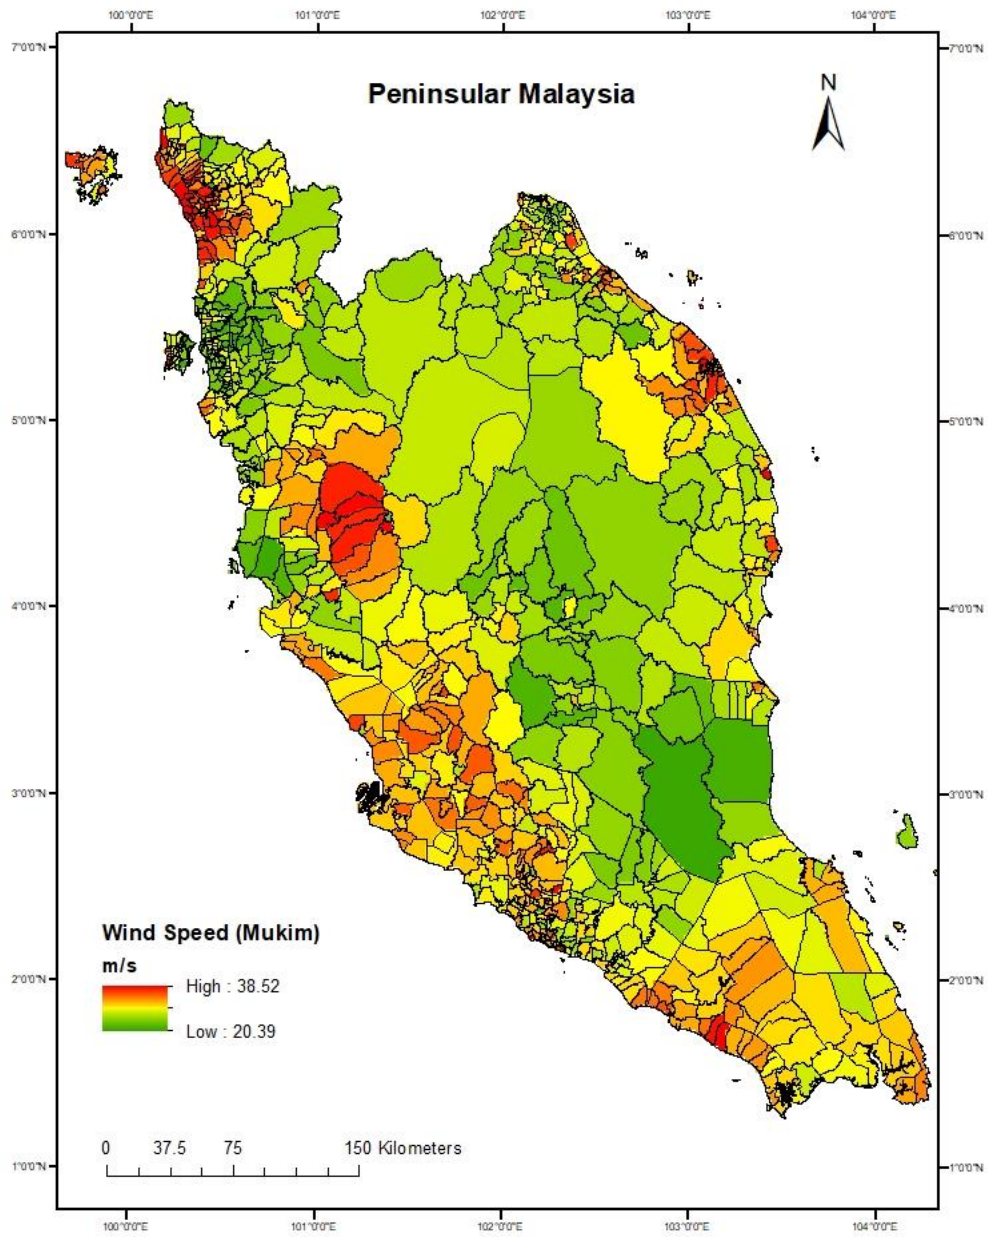 100°0'0"E 101°0'0"E 102°0'0"E 103°0'0"E 104°0'0"E
7°0'0"N 7°0'0"N
Peninsular Malaysia
N
6°0'0"N 6°0'0"N
5°0'0"N 5°0'0"N
4°0'0"N 4°0'0"N
3°0'0"N 3°0'0"N
Wind Speed (Mukim)
m/s
High : 38.52
Low : 20.39
2°0'0"N 2°0'0"N
0 37.5 75 150 Kilometers
1°0'0"N 1°0'0"N
100°0'0"E 101°0'0"E 102°0'0"E 103°0'0"E 104°0'0"E